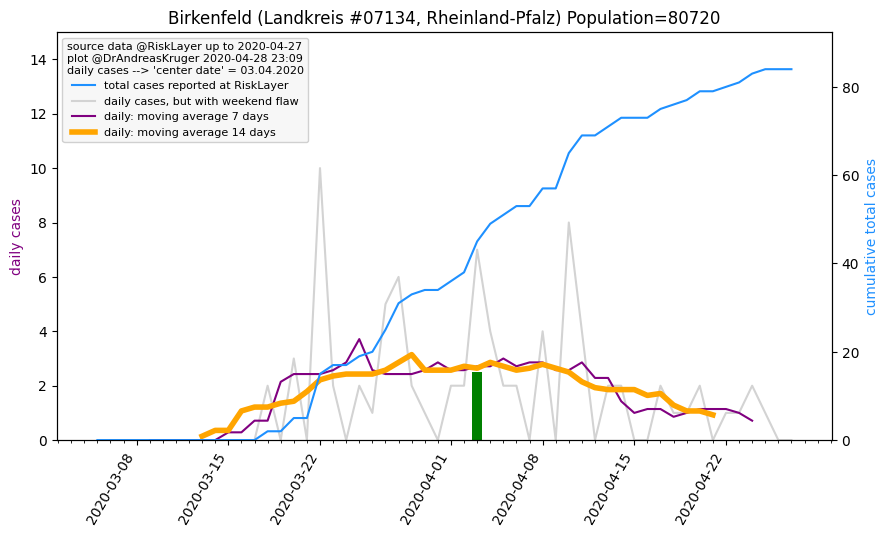 Birkenfeld (Landkreis #07134, Rheinland-Pfalz) Population=80720
source data @RiskLayer up to 2020-04-27
plot @DrAndreasKruger 2020-04-28 23:09
daily cases --> 'center date' = 03.04.2020
total cases reported at RiskLayer
daily cases, but with weekend flaw
daily: moving average 7 days
daily: moving average 14 days
daily cases
14
12
10
8
6
4
2
0
cumulative total cases
80
60
40
20
0
2020-03-08
2020-03-15
2020-03-22
2020-04-01
2020-04-08
2020-04-15
2020-04-22